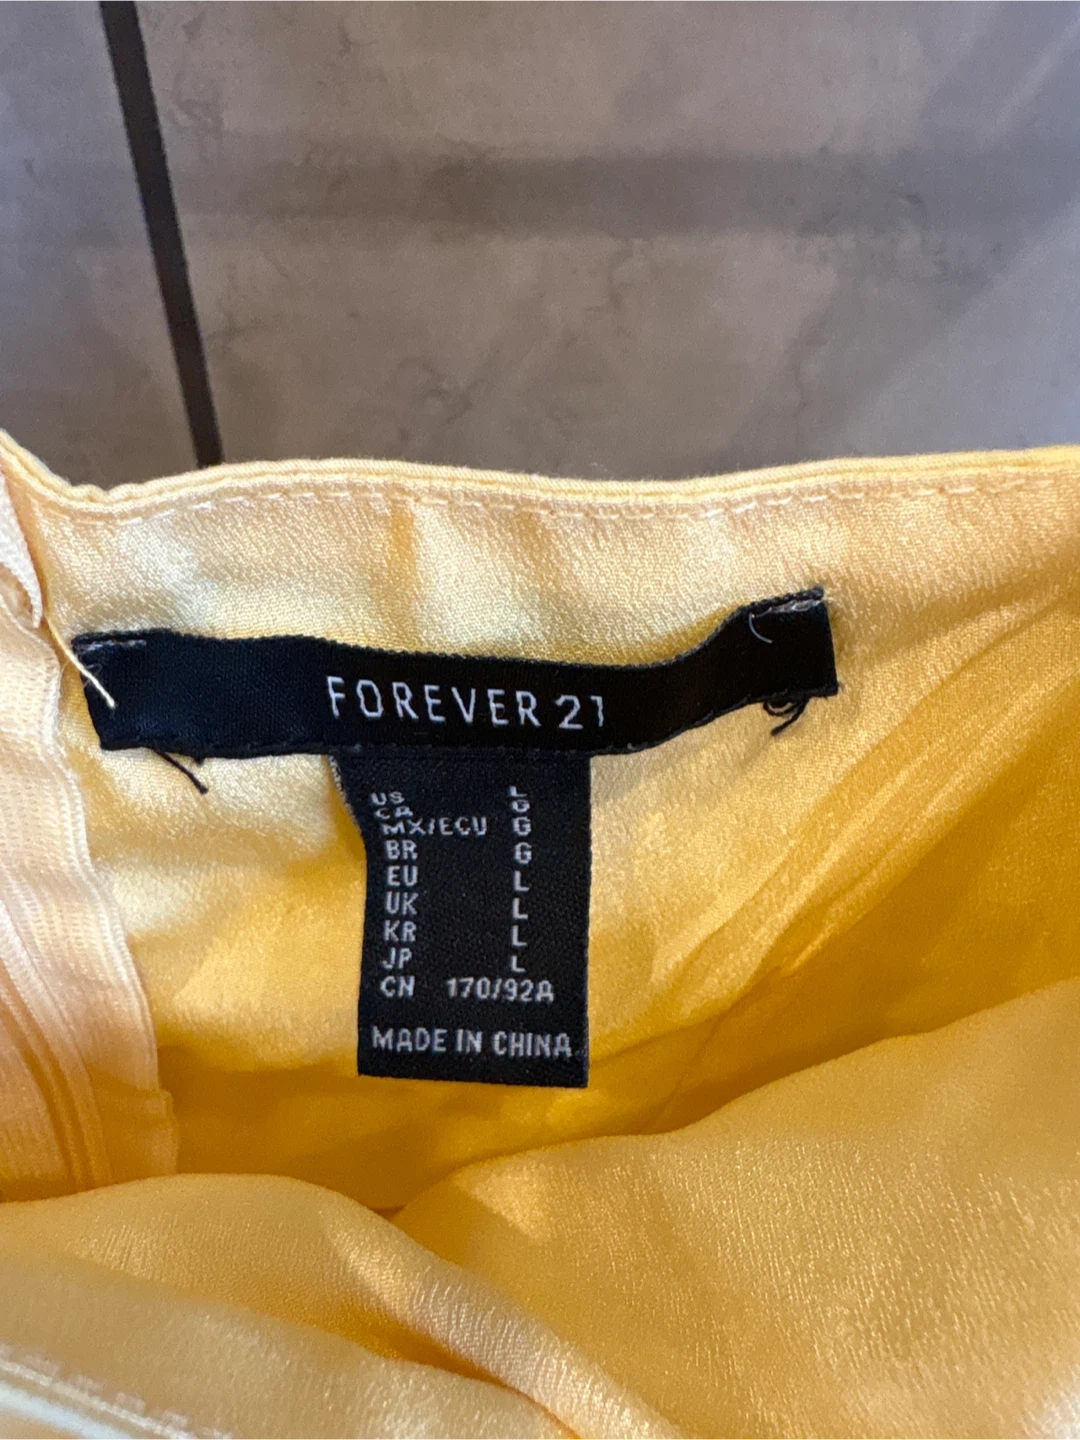 FOREVER 21
US L
CA G
MX/ECU G
BR G
EU L
UK L
KR L
JP L
CN 170/92A
MADE IN CHINA